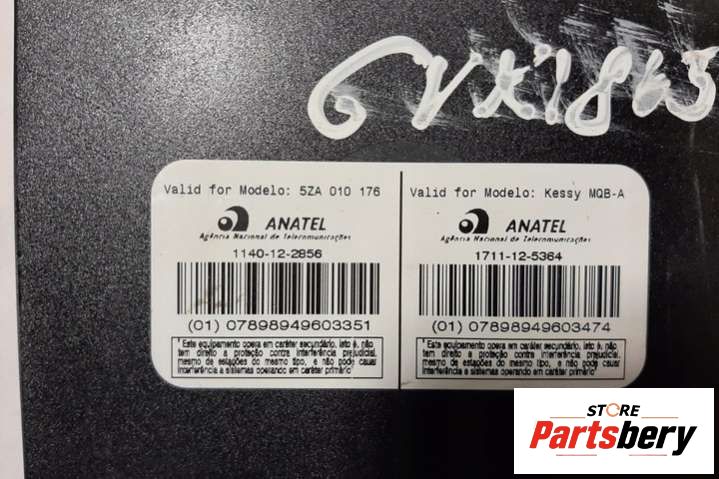 Valid for Modelo: 5ZA 010 176
ANATEL
Agência Nacional de Telecomunicações
1140-12-2856
(01) 07898949603351
"Este equipamento opera em caráter secundário, isto é, não
tem direito a proteção contra interferência prejudicial,
mesmo de estações do mesmo tipo, e não pode causar
interferência a sistemas operando em caráter primário"
Valid for Modelo: Kessy MQB-A
ANATEL
Agência Nacional de Telecomunicações
1711-12-5364
(01) 07898949603474
"Este equipamento opera em caráter secundário, isto é, não
tem direito a proteção contra interferência prejudicial,
mesmo de estações do mesmo tipo, e não pode causar
interferência a sistemas operando em caráter primário"
STORE
Partsbery